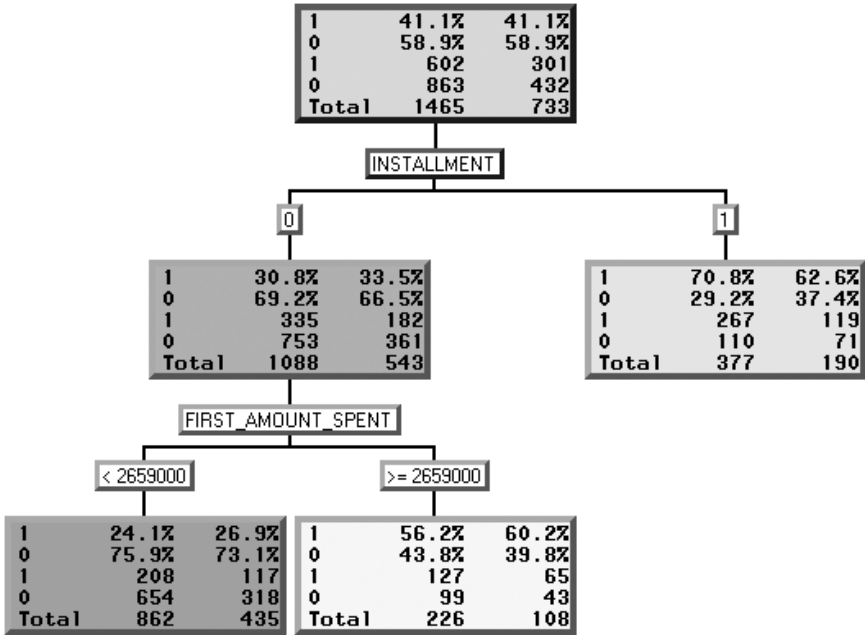 1 41.1% 41.1%
0 58.9% 58.9%
1 602 301
0 863 432
Total 1465 733
INSTALLMENT
0
1
1 30.8% 33.5%
0 69.2% 66.5%
1 335 182
0 753 361
Total 1088 543
1 70.8% 62.6%
0 29.2% 37.4%
1 267 119
0 110 71
Total 377 190
FIRST_AMOUNT_SPENT
< 2659000
>= 2659000
1 24.1% 26.9%
0 75.9% 73.1%
1 208 117
0 654 318
Total 862 435
1 56.2% 60.2%
0 43.8% 39.8%
1 127 65
0 99 43
Total 226 108